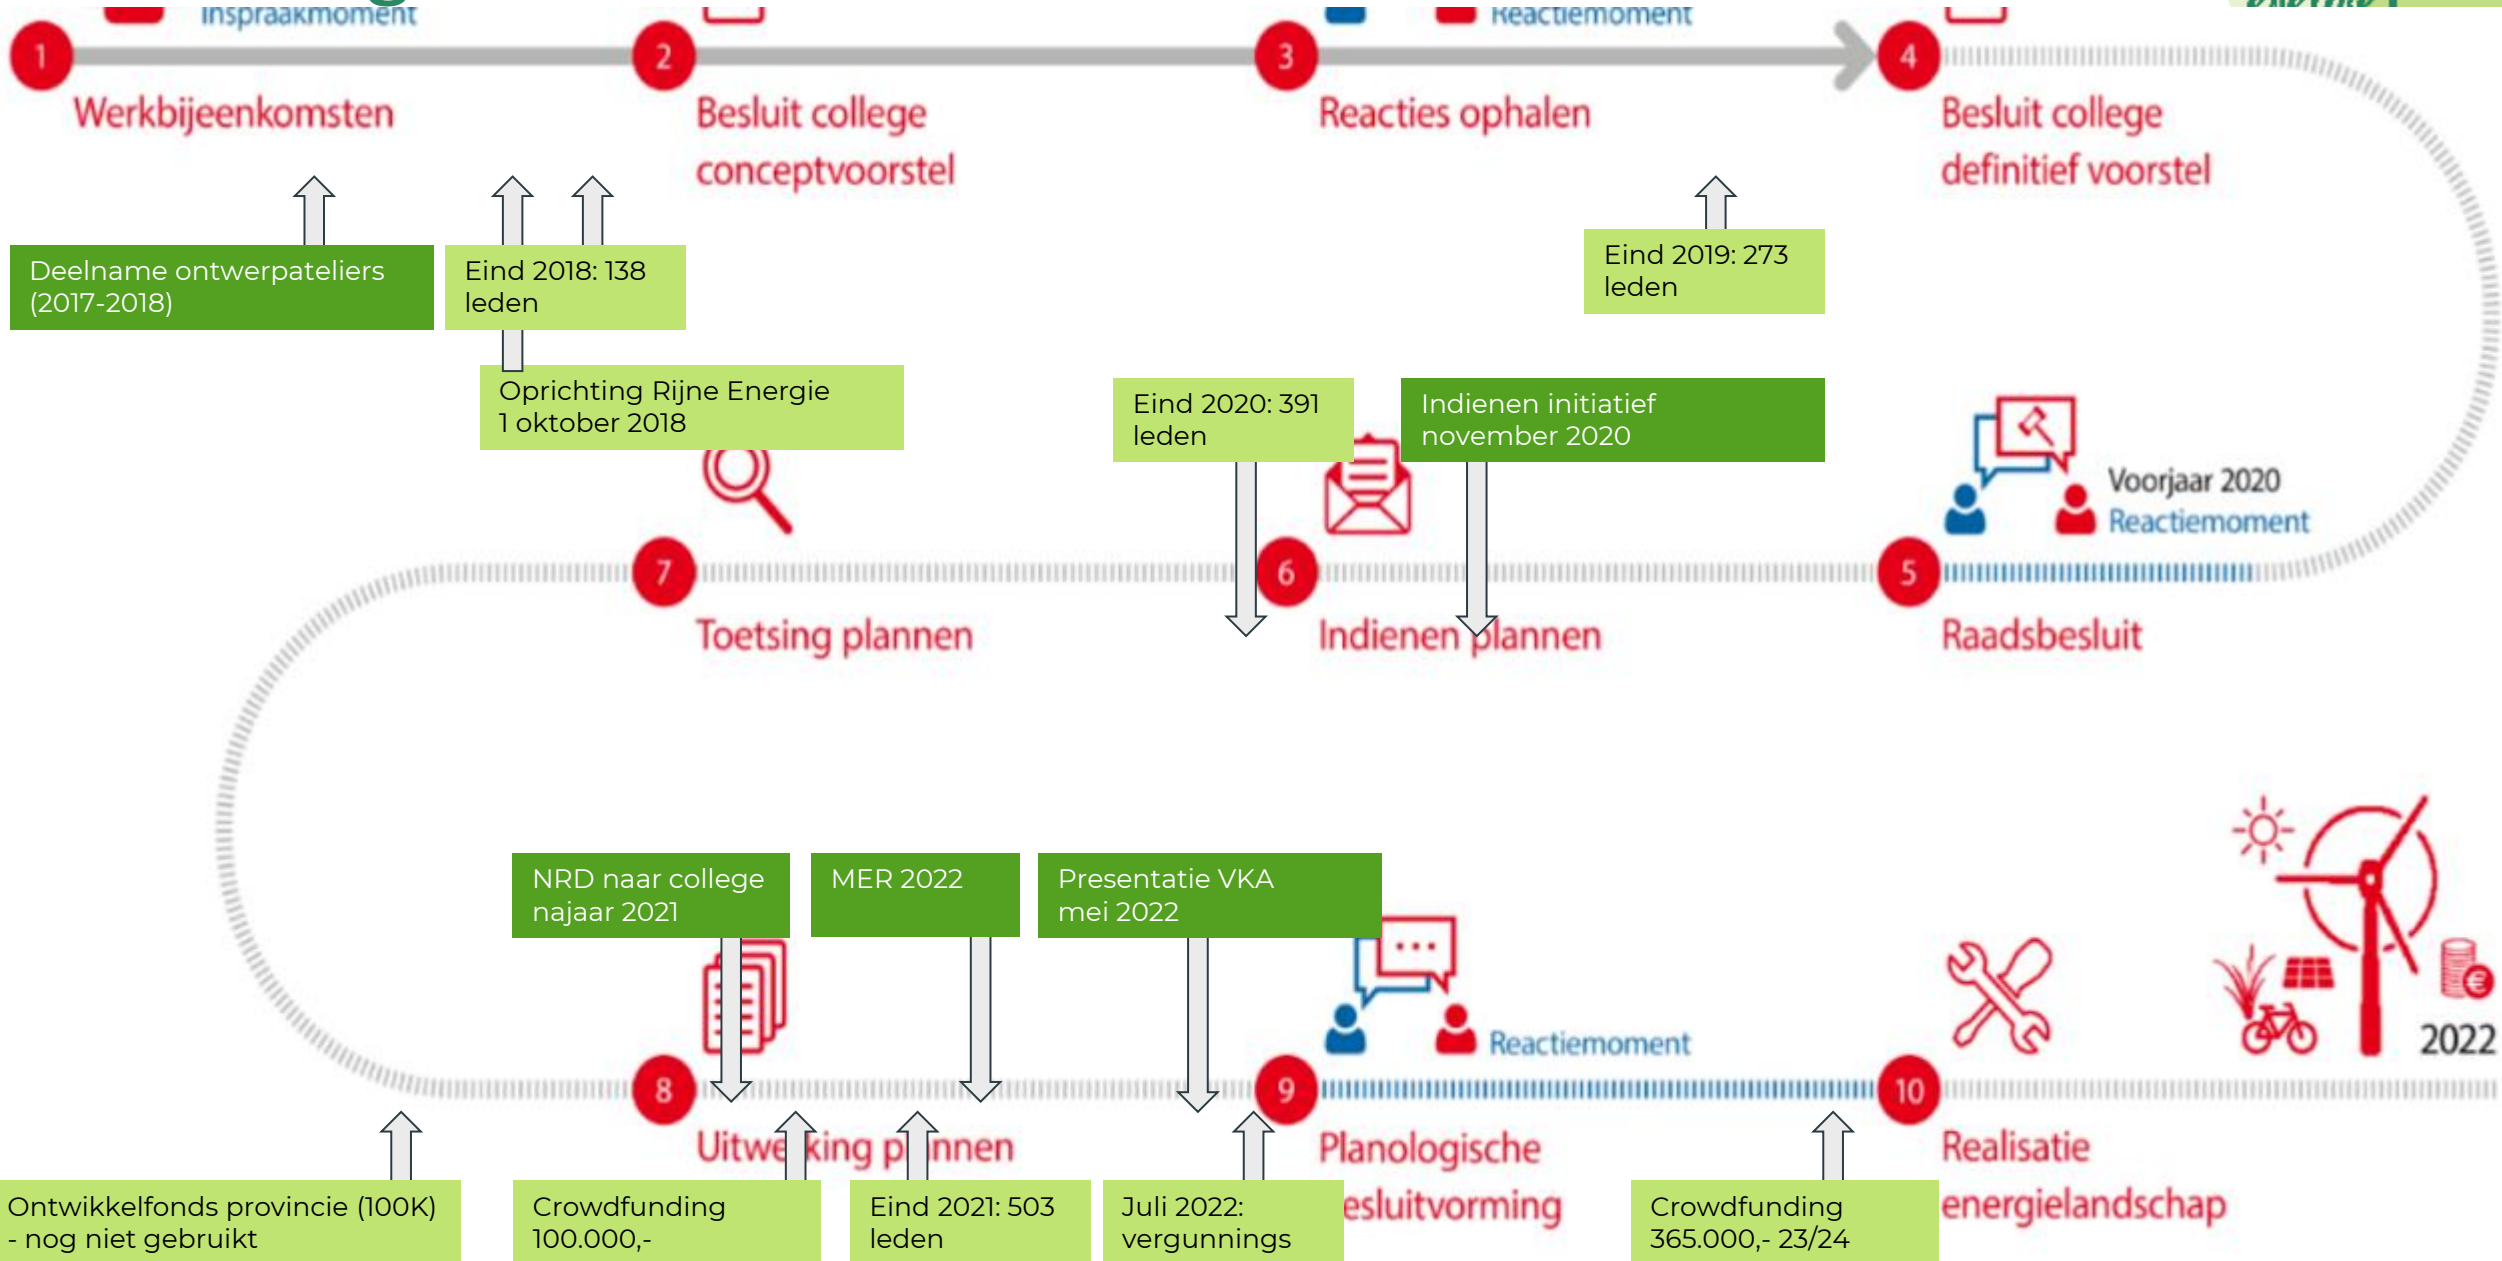 Inspraakmoment
Reactiemoment
1
2
3
4
Werkbijeenkomsten
Besluit college
conceptvoorstel
Reacties ophalen
Besluit college
definitief voorstel
Deelname ontwerpateliers
(2017-2018)
Eind 2018: 138
leden
Eind 2019: 273
leden
Oprichting Rijne Energie
1 oktober 2018
Eind 2020: 391
leden
Indienen initiatief
november 2020
Voorjaar 2020
Reactiemoment
7
6
5
Toetsing plannen
Indienen plannen
Raadsbesluit
NRD naar college
najaar 2021
MER 2022
Presentatie VKA
mei 2022
Reactiemoment
2022
8
9
10
Uitwerking plannen
Planologische
esluitvorming
Realisatie
energielandschap
Ontwikkelfonds provincie (100K)
- nog niet gebruikt
Crowdfunding
100.000,-
Eind 2021: 503
leden
Juli 2022:
vergunnings
Crowdfunding
365.000,- 23/24